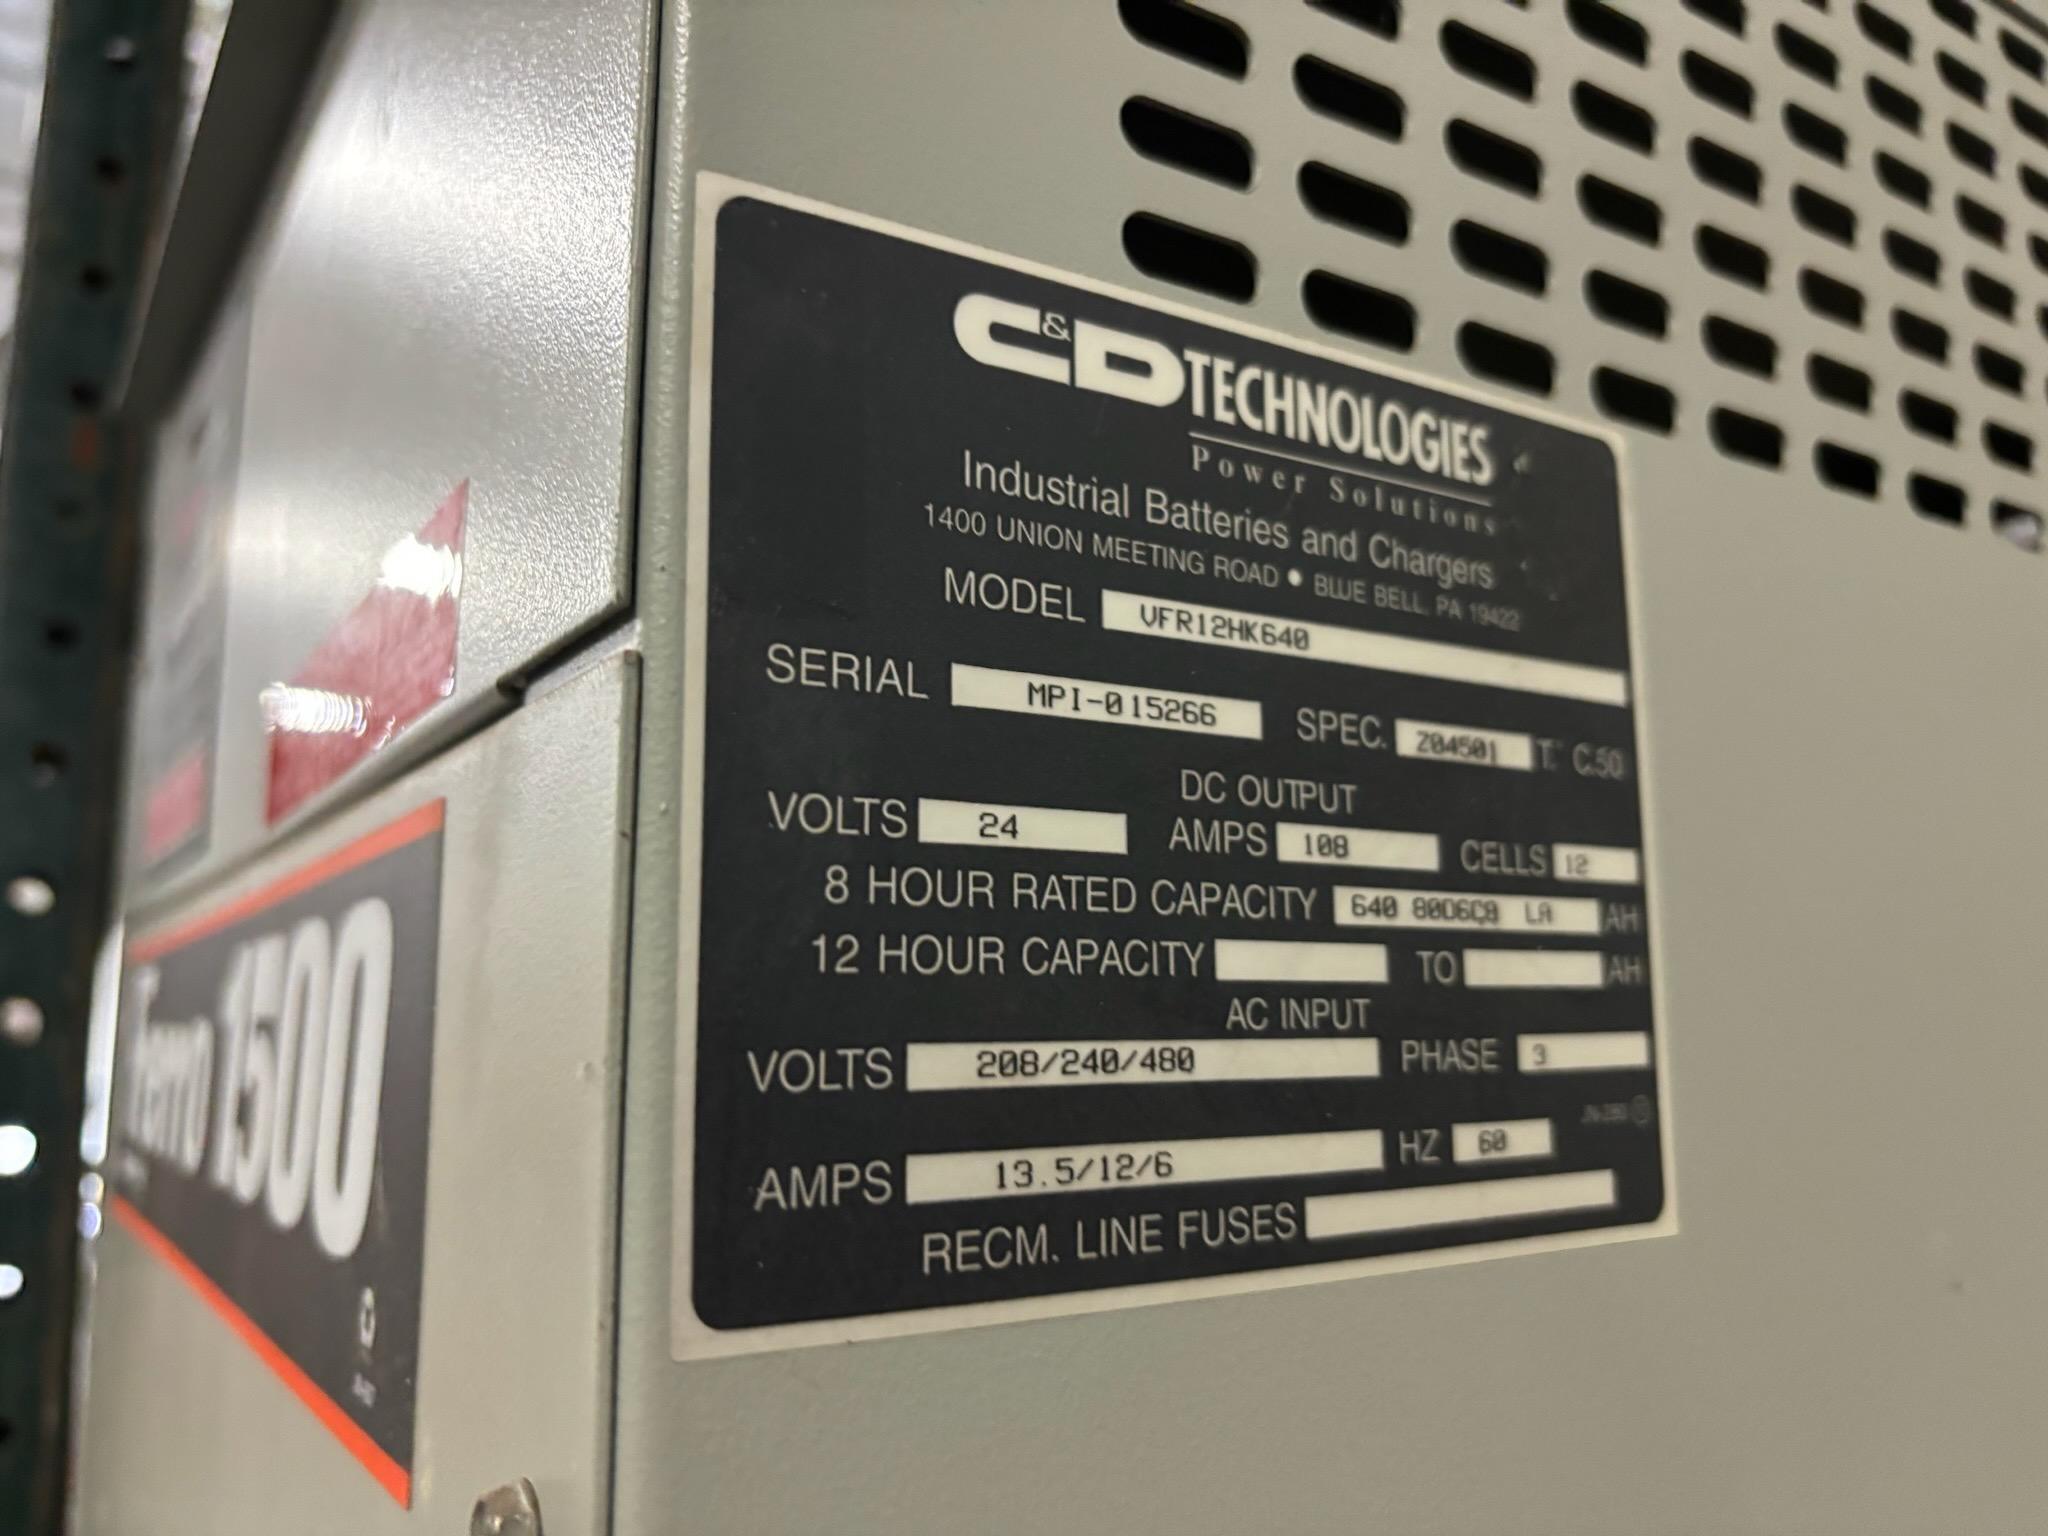 C&D TECHNOLOGIES
Power Solutions
Industrial Batteries and Chargers
1400 UNION MEETING ROAD • BLUE BELL, PA 19422
MODEL VFR12HK640
SERIAL MPI-015266 SPEC. Z04501 T.C.50
DC OUTPUT
VOLTS 24 AMPS 108 CELLS 12
8 HOUR RATED CAPACITY 640 80D6C8 LA AH
12 HOUR CAPACITY TO AH
AC INPUT
VOLTS 208/240/480 PHASE 3
AMPS 13.5/12/6 HZ 60
RECM. LINE FUSES
1500